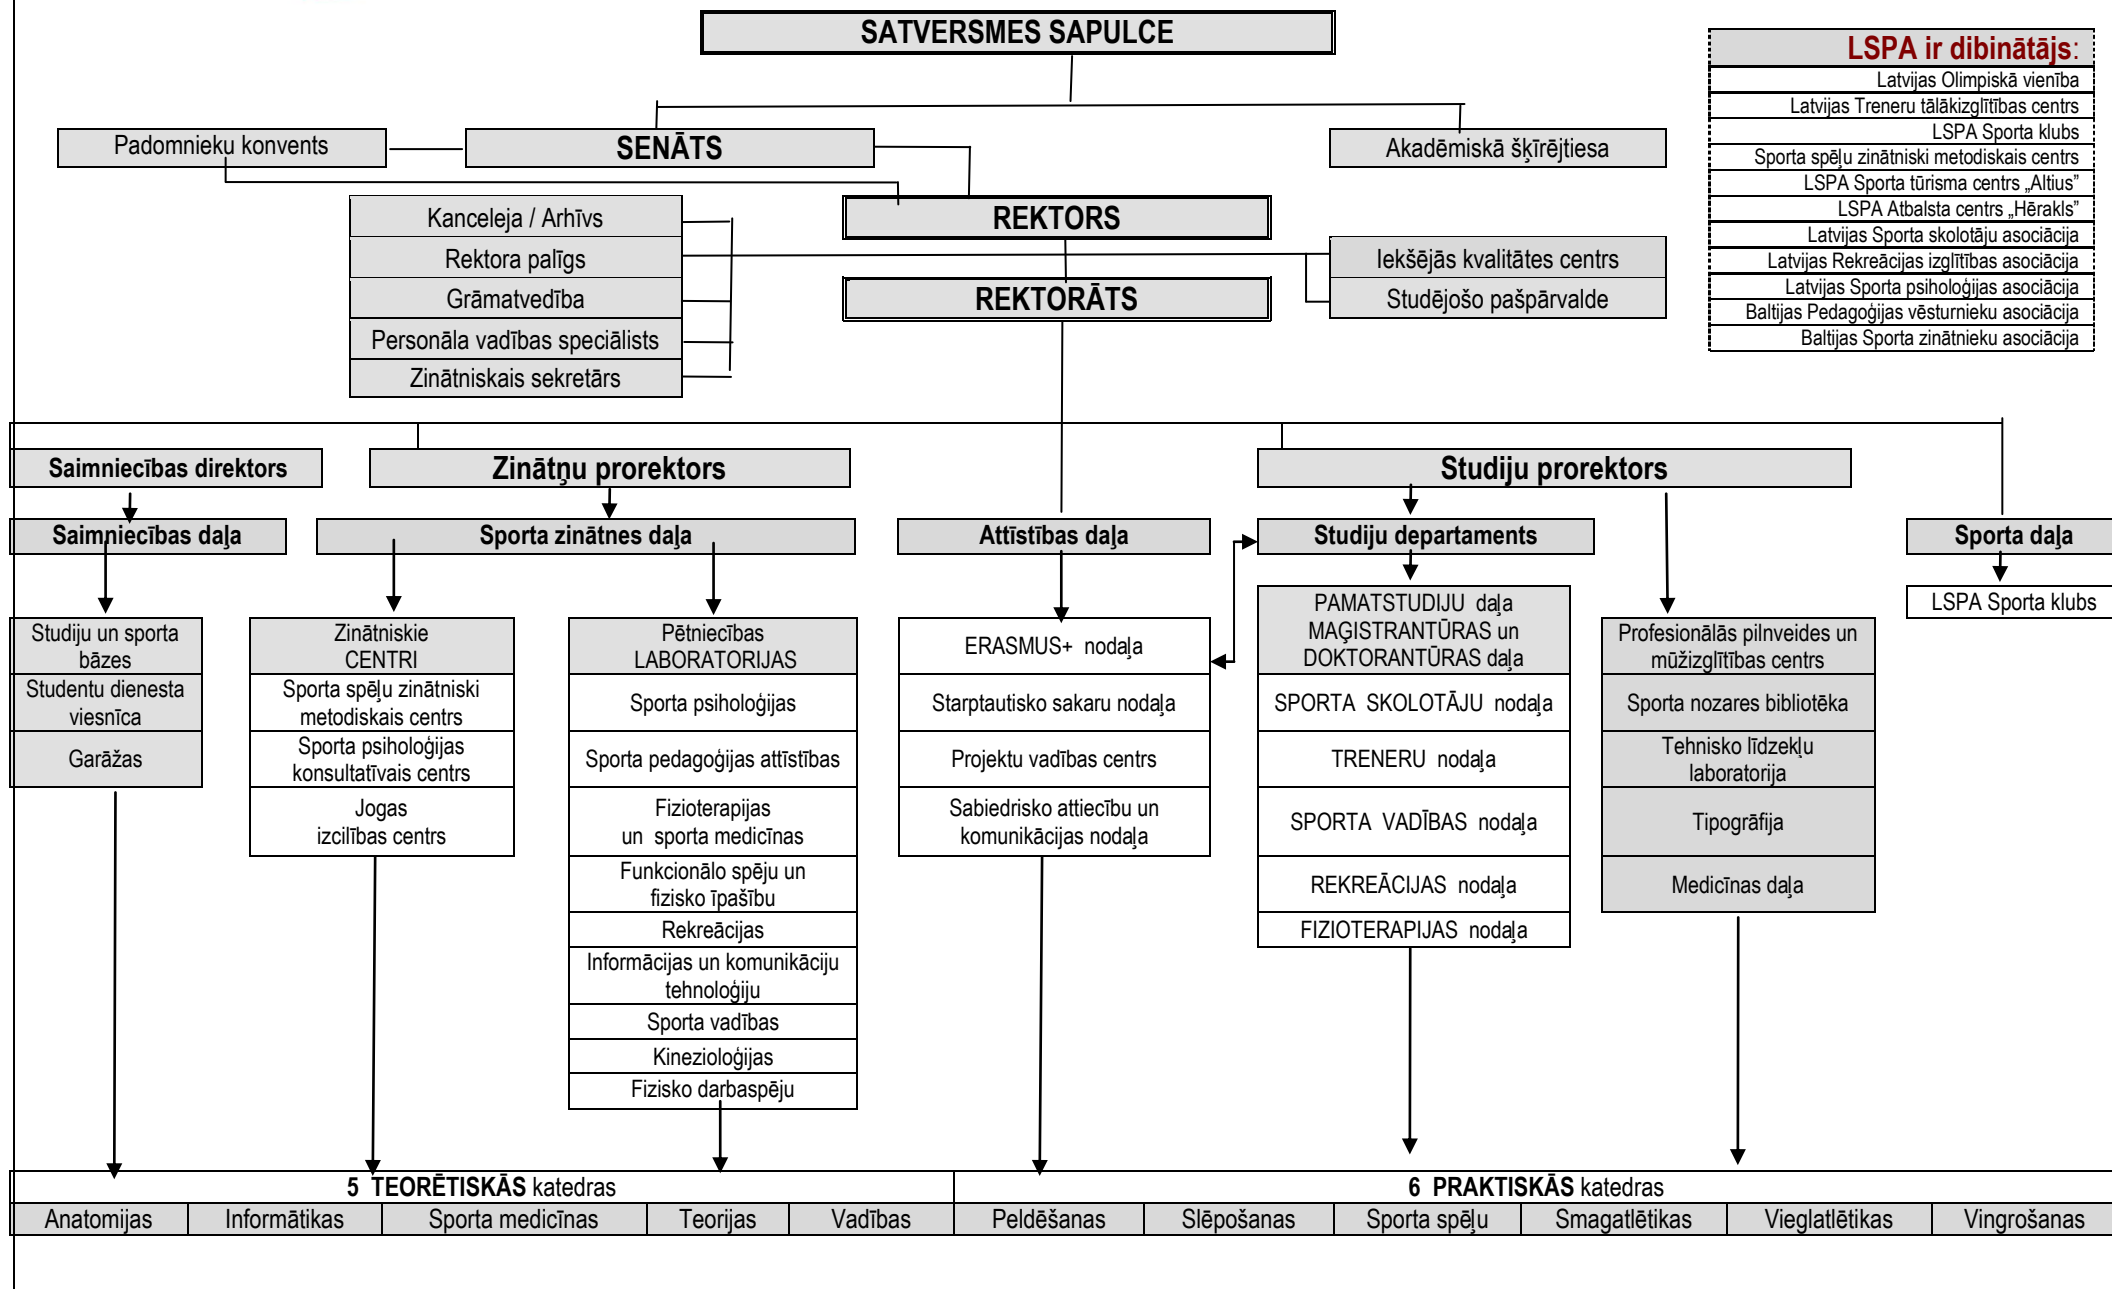 SATVERSMES SAPULCE
LSPA ir dibinātājs:
Latvijas Olimpiskā vienība
Latvijas Treneru tālākizglītības centrs
LSPA Sporta klubs
Sporta spēļu zinātniski metodiskais centrs
LSPA Sporta tūrisma centrs „Altius”
LSPA Atbalsta centrs „Hērakls”
Latvijas Sporta skolotāju asociācija
Latvijas Rekreācijas izglītības asociācija
Latvijas Sporta psiholoģijas asociācija
Baltijas Pedagoģijas vēsturnieku asociācija
Baltijas Sporta zinātnieku asociācija
Padomnieku konvents
SENĀTS
Akadēmiskā šķīrējtiesa
Kanceleja / Arhīvs
Rektora palīgs
Grāmatvedība
Personāla vadības speciālists
Zinātniskais sekretārs
REKTORS
REKTORĀTS
Iekšējās kvalitātes centrs
Studējošo pašpārvalde
Saimniecības direktors
Zinātņu prorektors
Studiju prorektors
Saimniecības daļa
Sporta zinātnes daļa
Attīstības daļa
Studiju departaments
Sporta daļa
LSPA Sporta klubs
Studiju un sporta
bāzes
Studentu dienesta
viesnīca
Garāžas
Zinātniskie
CENTRI
Sporta spēļu zinātniski
metodiskais centrs
Sporta psiholoģijas
konsultatīvais centrs
Jogas
izcilības centrs
Pētniecības
LABORATORIJAS
Sporta psiholoģijas
Sporta pedagoģijas attīstības
Fizioterapijas
un sporta medicīnas
Funkcionālo spēju un
fizisko īpašību
Rekreācijas
Informācijas un komunikāciju
tehnoloģiju
Sporta vadības
Kinezioloģijas
Fizisko darbaspēju
ERASMUS+ nodaļa
Starptautisko sakaru nodaļa
Projektu vadības centrs
Sabiedrisko attiecību un
komunikācijas nodaļa
PAMATSTUDIJU daļa
MAĢISTRANTŪRAS un
DOKTORANTŪRAS daļa
SPORTA SKOLOTĀJU nodaļa
TRENERU nodaļa
SPORTA VADĪBAS nodaļa
REKREĀCIJAS nodaļa
FIZIOTERAPIJAS nodaļa
Profesionālās pilnveides un
mūžizglītības centrs
Sporta nozares bibliotēka
Tehnisko līdzekļu
laboratorija
Tipogrāfija
Medicīnas daļa
5 TEORĒTISKĀS katedras
6 PRAKTISKĀS katedras
Anatomijas
Informātikas
Sporta medicīnas
Teorijas
Vadības
Peldēšanas
Slēpošanas
Sporta spēļu
Smagatlētikas
Vieglatlētikas
Vingrošanas